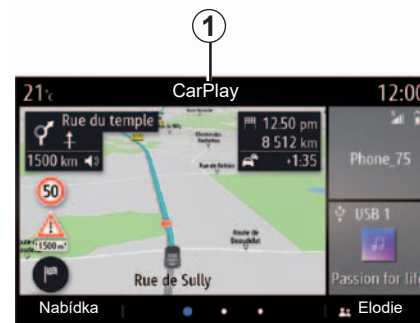 1
21°c CarPlay 12:00
Rue du temple
1500 km
12.50 pm
8 512 km
+1:35
Phone_75
50
1500 m
USB 1
Passion for life
Rue de Sully
Nabídka
Elodie